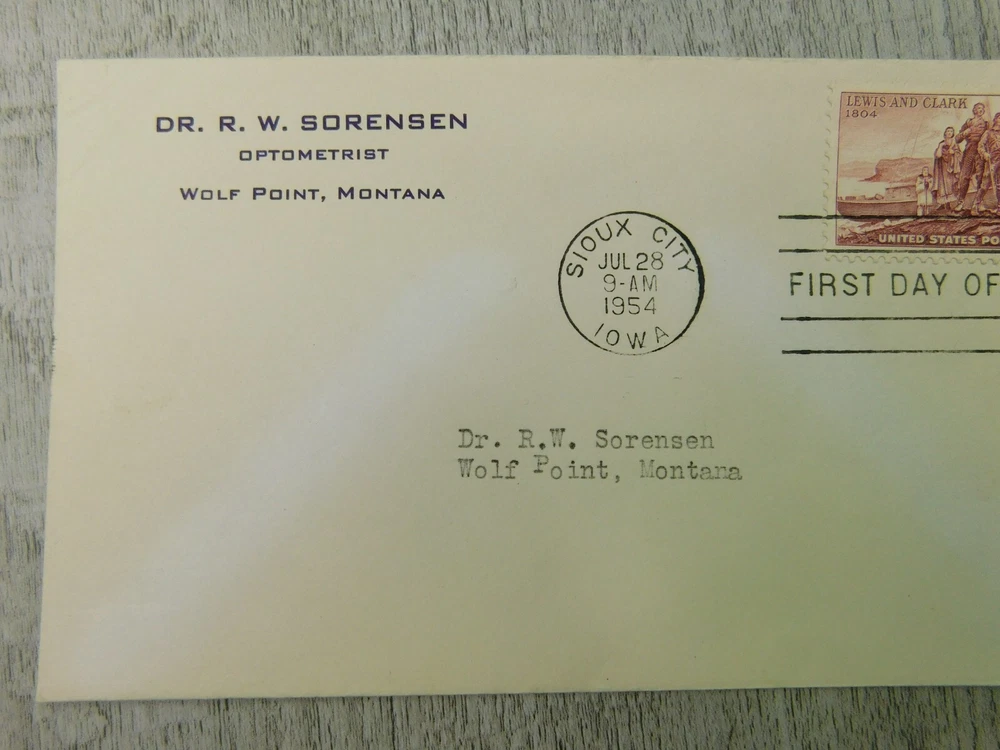 DR. R. W. SORENSEN
OPTOMETRIST
WOLF POINT, MONTANA
LEWIS AND CLARK
1804
UNITED STATES PO
SIOUX CITY
JUL 28
9-AM
1954
IOWA
FIRST DAY OF
Dr. R.W. Sorensen
Wolf Point, Montana